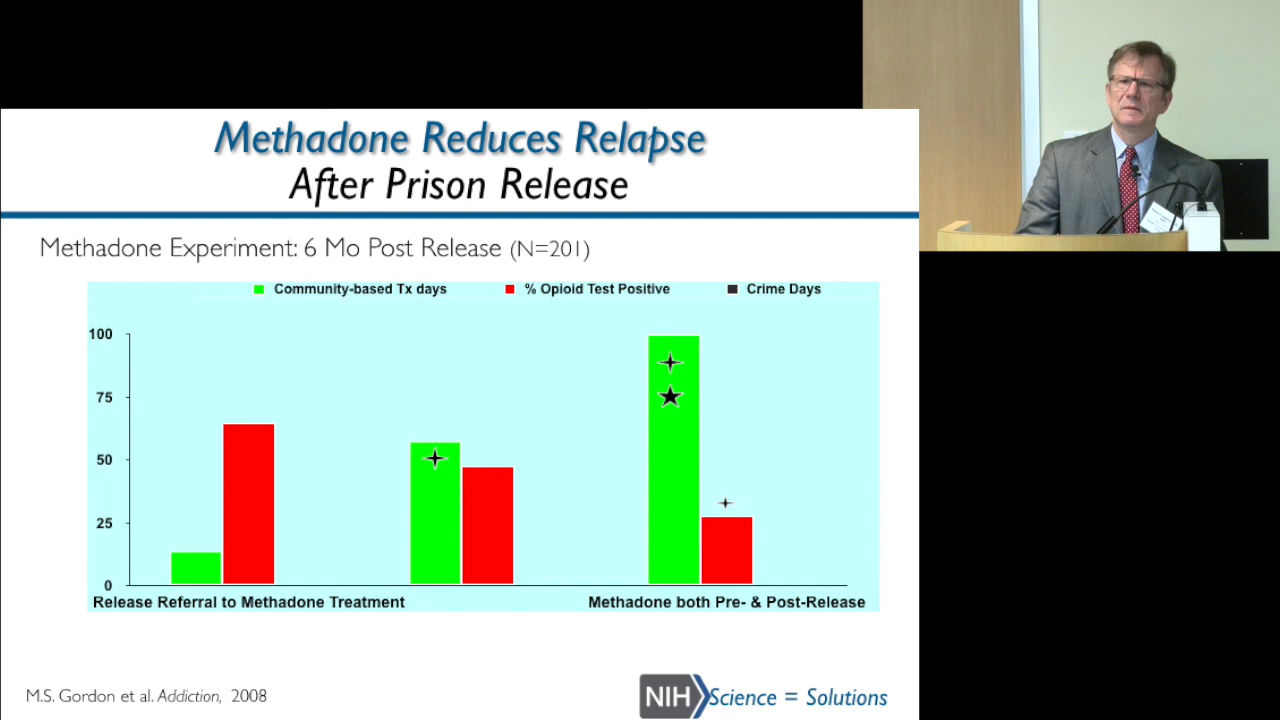 Methadone Reduces Relapse
After Prison Release
Methadone Experiment: 6 Mo Post Release (N=201)
Community-based Tx days % Opioid Test Positive Crime Days
100
75
50
25
0
Release Referral to Methadone Treatment Methadone both Pre- & Post-Release
M.S. Gordon et al. Addiction, 2008
NIH Science = Solutions